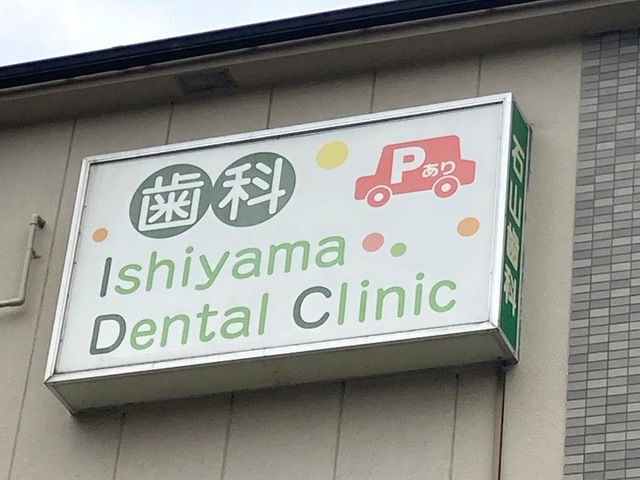 歯科
Pあり
Ishiyama
Dental Clinic